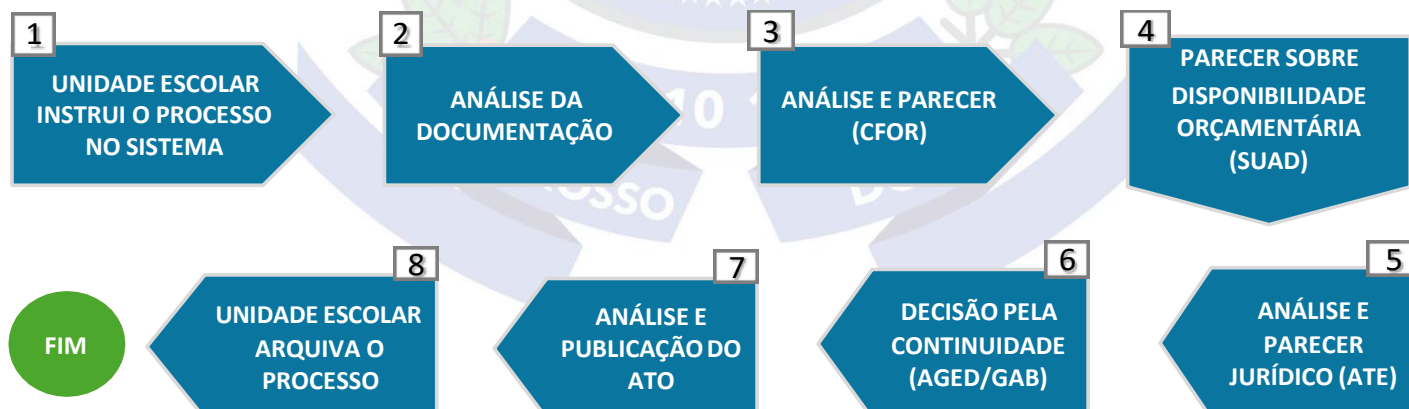 1
UNIDADE ESCOLAR
INSTRUI O PROCESSO
NO SISTEMA
2
ANÁLISE DA
DOCUMENTAÇÃO
3
ANÁLISE E PARECER
(CFOR)
4
PARECER SOBRE
DISPONIBILIDADE
ORÇAMENTÁRIA
(SUAD)
5
ANÁLISE E
PARECER
JURÍDICO (ATE)
6
DECISÃO PELA
CONTINUIDADE
(AGED/GAB)
7
ANÁLISE E
PUBLICAÇÃO DO
ATO
8
UNIDADE ESCOLAR
ARQUIVA O
PROCESSO
FIM